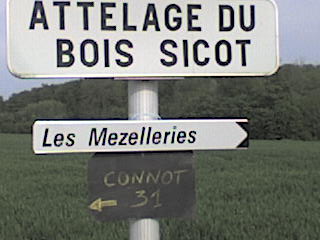 ATTELAGE DU
BOIS SICOT
Les Mezelleries
CONNOT
31